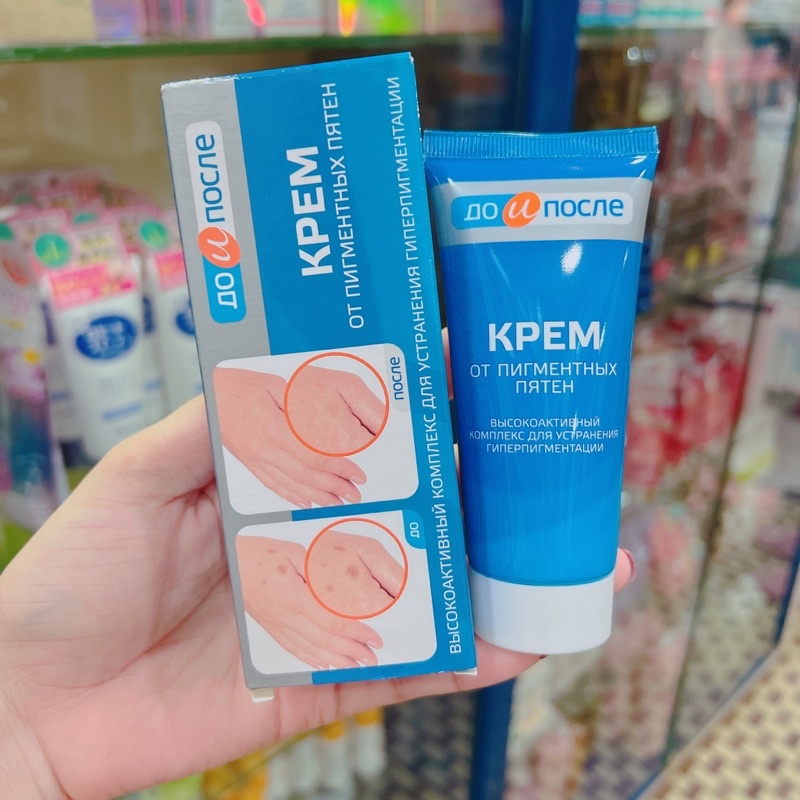 ДО и ПОСЛЕ
КРЕМ
ОТ ПИГМЕНТНЫХ ПЯТЕН
ВЫСОКОАКТИВНЫЙ КОМПЛЕКС ДЛЯ УСТРАНЕНИЯ ГИПЕРПИГМЕНТАЦИИ
ПОСЛЕ
ДО
ДО и ПОСЛЕ
КРЕМ
ОТ ПИГМЕНТНЫХ
ПЯТЕН
ВЫСОКОАКТИВНЫЙ
КОМПЛЕКС ДЛЯ УСТРАНЕНИЯ
ГИПЕРПИГМЕНТАЦИИ